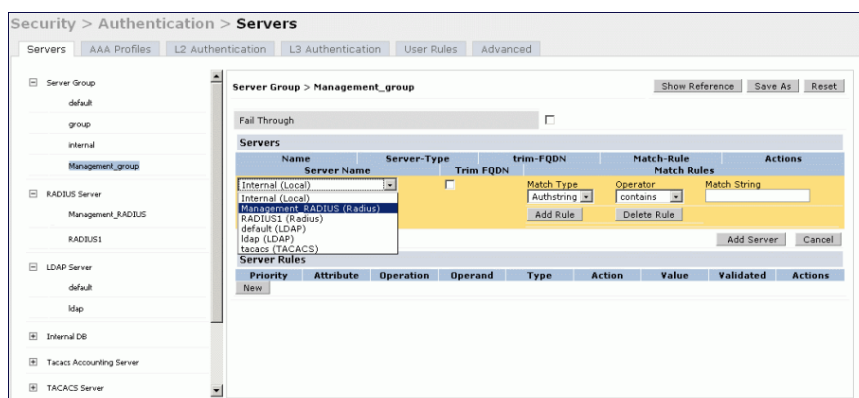 Security > Authentication > Servers
Servers AAA Profiles L2 Authentication L3 Authentication User Rules Advanced
Server Group
default
group
internal
Management_group
RADIUS Server
Management_RADIUS
RADIUS1
LDAP Server
default
ldap
Internal DB
Tacacs Accounting Server
TACACS Server
Server Group > Management_group Show Reference Save As Reset
Fail Through
Servers
Name Server-Type trim-FQDN Match-Rule Actions
Server Name Trim FQDN Match Rules
Internal (Local) Match Type Operator Match String
Internal (Local) Authstring contains
Management_RADIUS (Radius)
RADIUS1 (Radius) Add Rule Delete Rule
default (LDAP)
ldap (LDAP) Add Server Cancel
tacacs (TACACS)
Server Rules
Priority Attribute Operation Operand Type Action Value Validated Actions
New